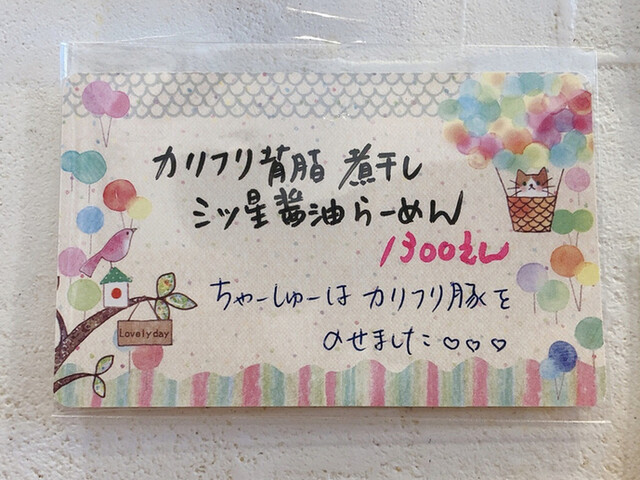 カリフリ背脂 煮干し
三ツ星醤油らーめん
1300えん
ちゃーしゅーは カリフリ豚を
のせました♡♡♡
Lovely day